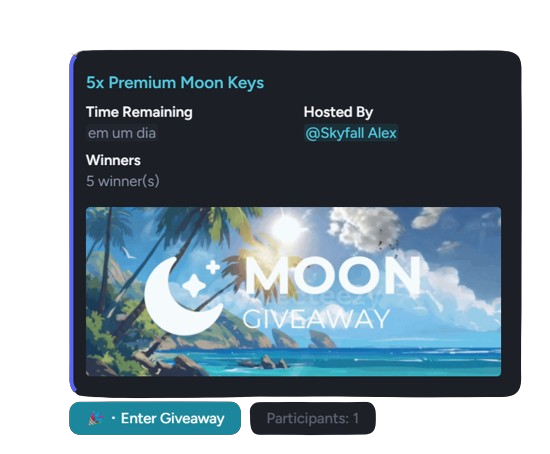 5x Premium Moon Keys
Time Remaining
Hosted By
em um dia
@Skyfall Alex
Winners
5 winner(s)
MOON
GIVEAWAY
· Enter Giveaway
Participants: 1